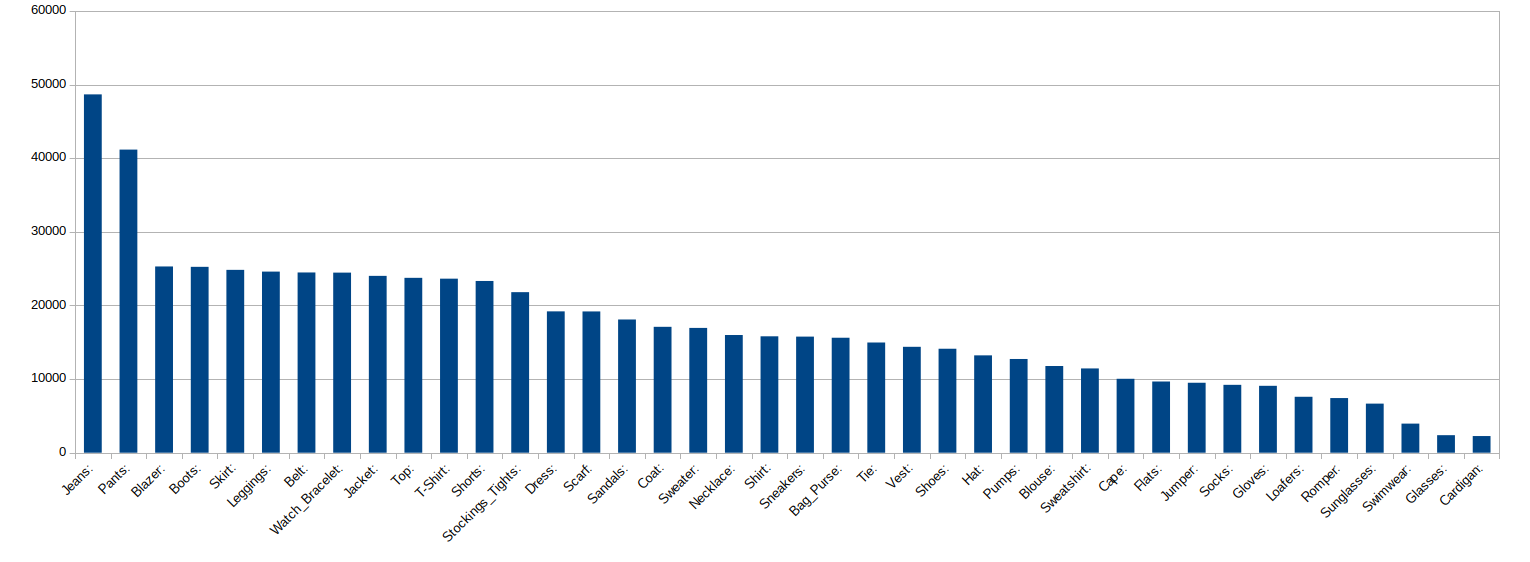 60000
50000
40000
30000
20000
10000
0
Jeans:
Pants:
Blazer:
Boots:
Skirt:
Leggings:
Belt:
Watch_Bracelet:
Jacket:
Top:
T-Shirt:
Shorts:
Stockings_Tights:
Dress:
Scarf:
Sandals:
Coat:
Sweater:
Necklace:
Shirt:
Sneakers:
Bag_Purse:
Tie:
Vest:
Shoes:
Hat:
Pumps:
Blouse:
Sweatshirt:
Cape:
Flats:
Jumper:
Socks:
Gloves:
Loafers:
Romper:
Sunglasses:
Swimwear:
Glasses:
Cardigan: